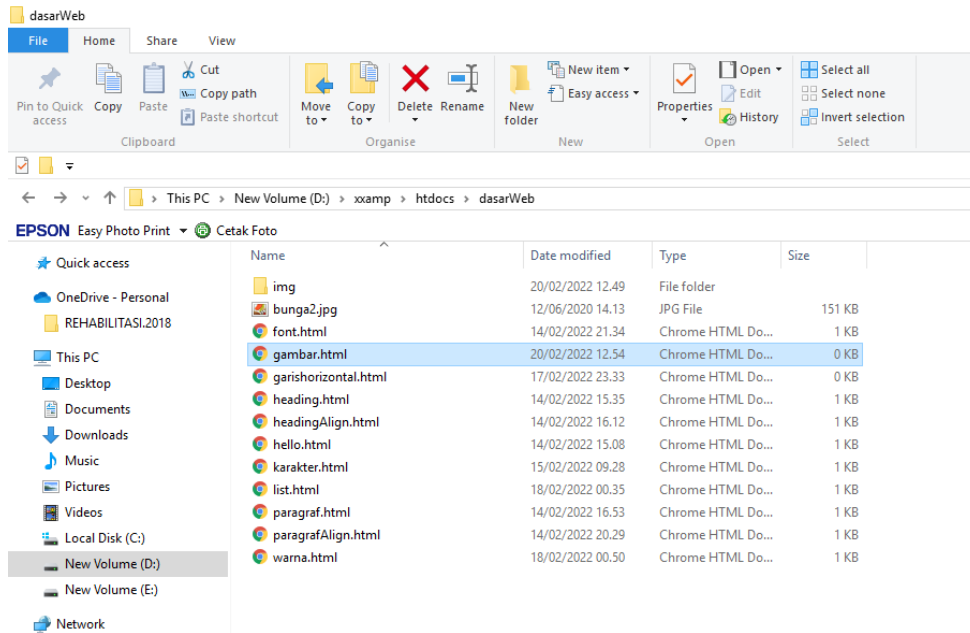 dasarWeb
File Home Share View
Pin to Quick access
Copy
Paste
Cut
Copy path
Paste shortcut
Clipboard
Move to
Copy to
Delete
Rename
Organise
New folder
New item
Easy access
New
Properties
Open
Edit
History
Open
Select all
Select none
Invert selection
Select
This PC > New Volume (D:) > xxamp > htdocs > dasarWeb
EPSON Easy Photo Print Cetak Foto
Quick access
OneDrive - Personal
REHABILITASI.2018
This PC
Desktop
Documents
Downloads
Music
Pictures
Videos
Local Disk (C:)
New Volume (D:)
New Volume (E:)
Network
Name Date modified Type Size
img 20/02/2022 12.49 File folder
bunga2.jpg 12/06/2020 14.13 JPG File 151 KB
font.html 14/02/2022 21.34 Chrome HTML Do... 1 KB
gambar.html 20/02/2022 12.54 Chrome HTML Do... 0 KB
garishorizontal.html 17/02/2022 23.33 Chrome HTML Do... 0 KB
heading.html 14/02/2022 15.35 Chrome HTML Do... 1 KB
headingAlign.html 14/02/2022 16.12 Chrome HTML Do... 1 KB
hello.html 14/02/2022 15.08 Chrome HTML Do... 1 KB
karakter.html 15/02/2022 09.28 Chrome HTML Do... 1 KB
list.html 18/02/2022 00.35 Chrome HTML Do... 1 KB
paragraf.html 14/02/2022 16.53 Chrome HTML Do... 1 KB
paragrafAlign.html 14/02/2022 20.29 Chrome HTML Do... 1 KB
warna.html 18/02/2022 00.50 Chrome HTML Do... 1 KB